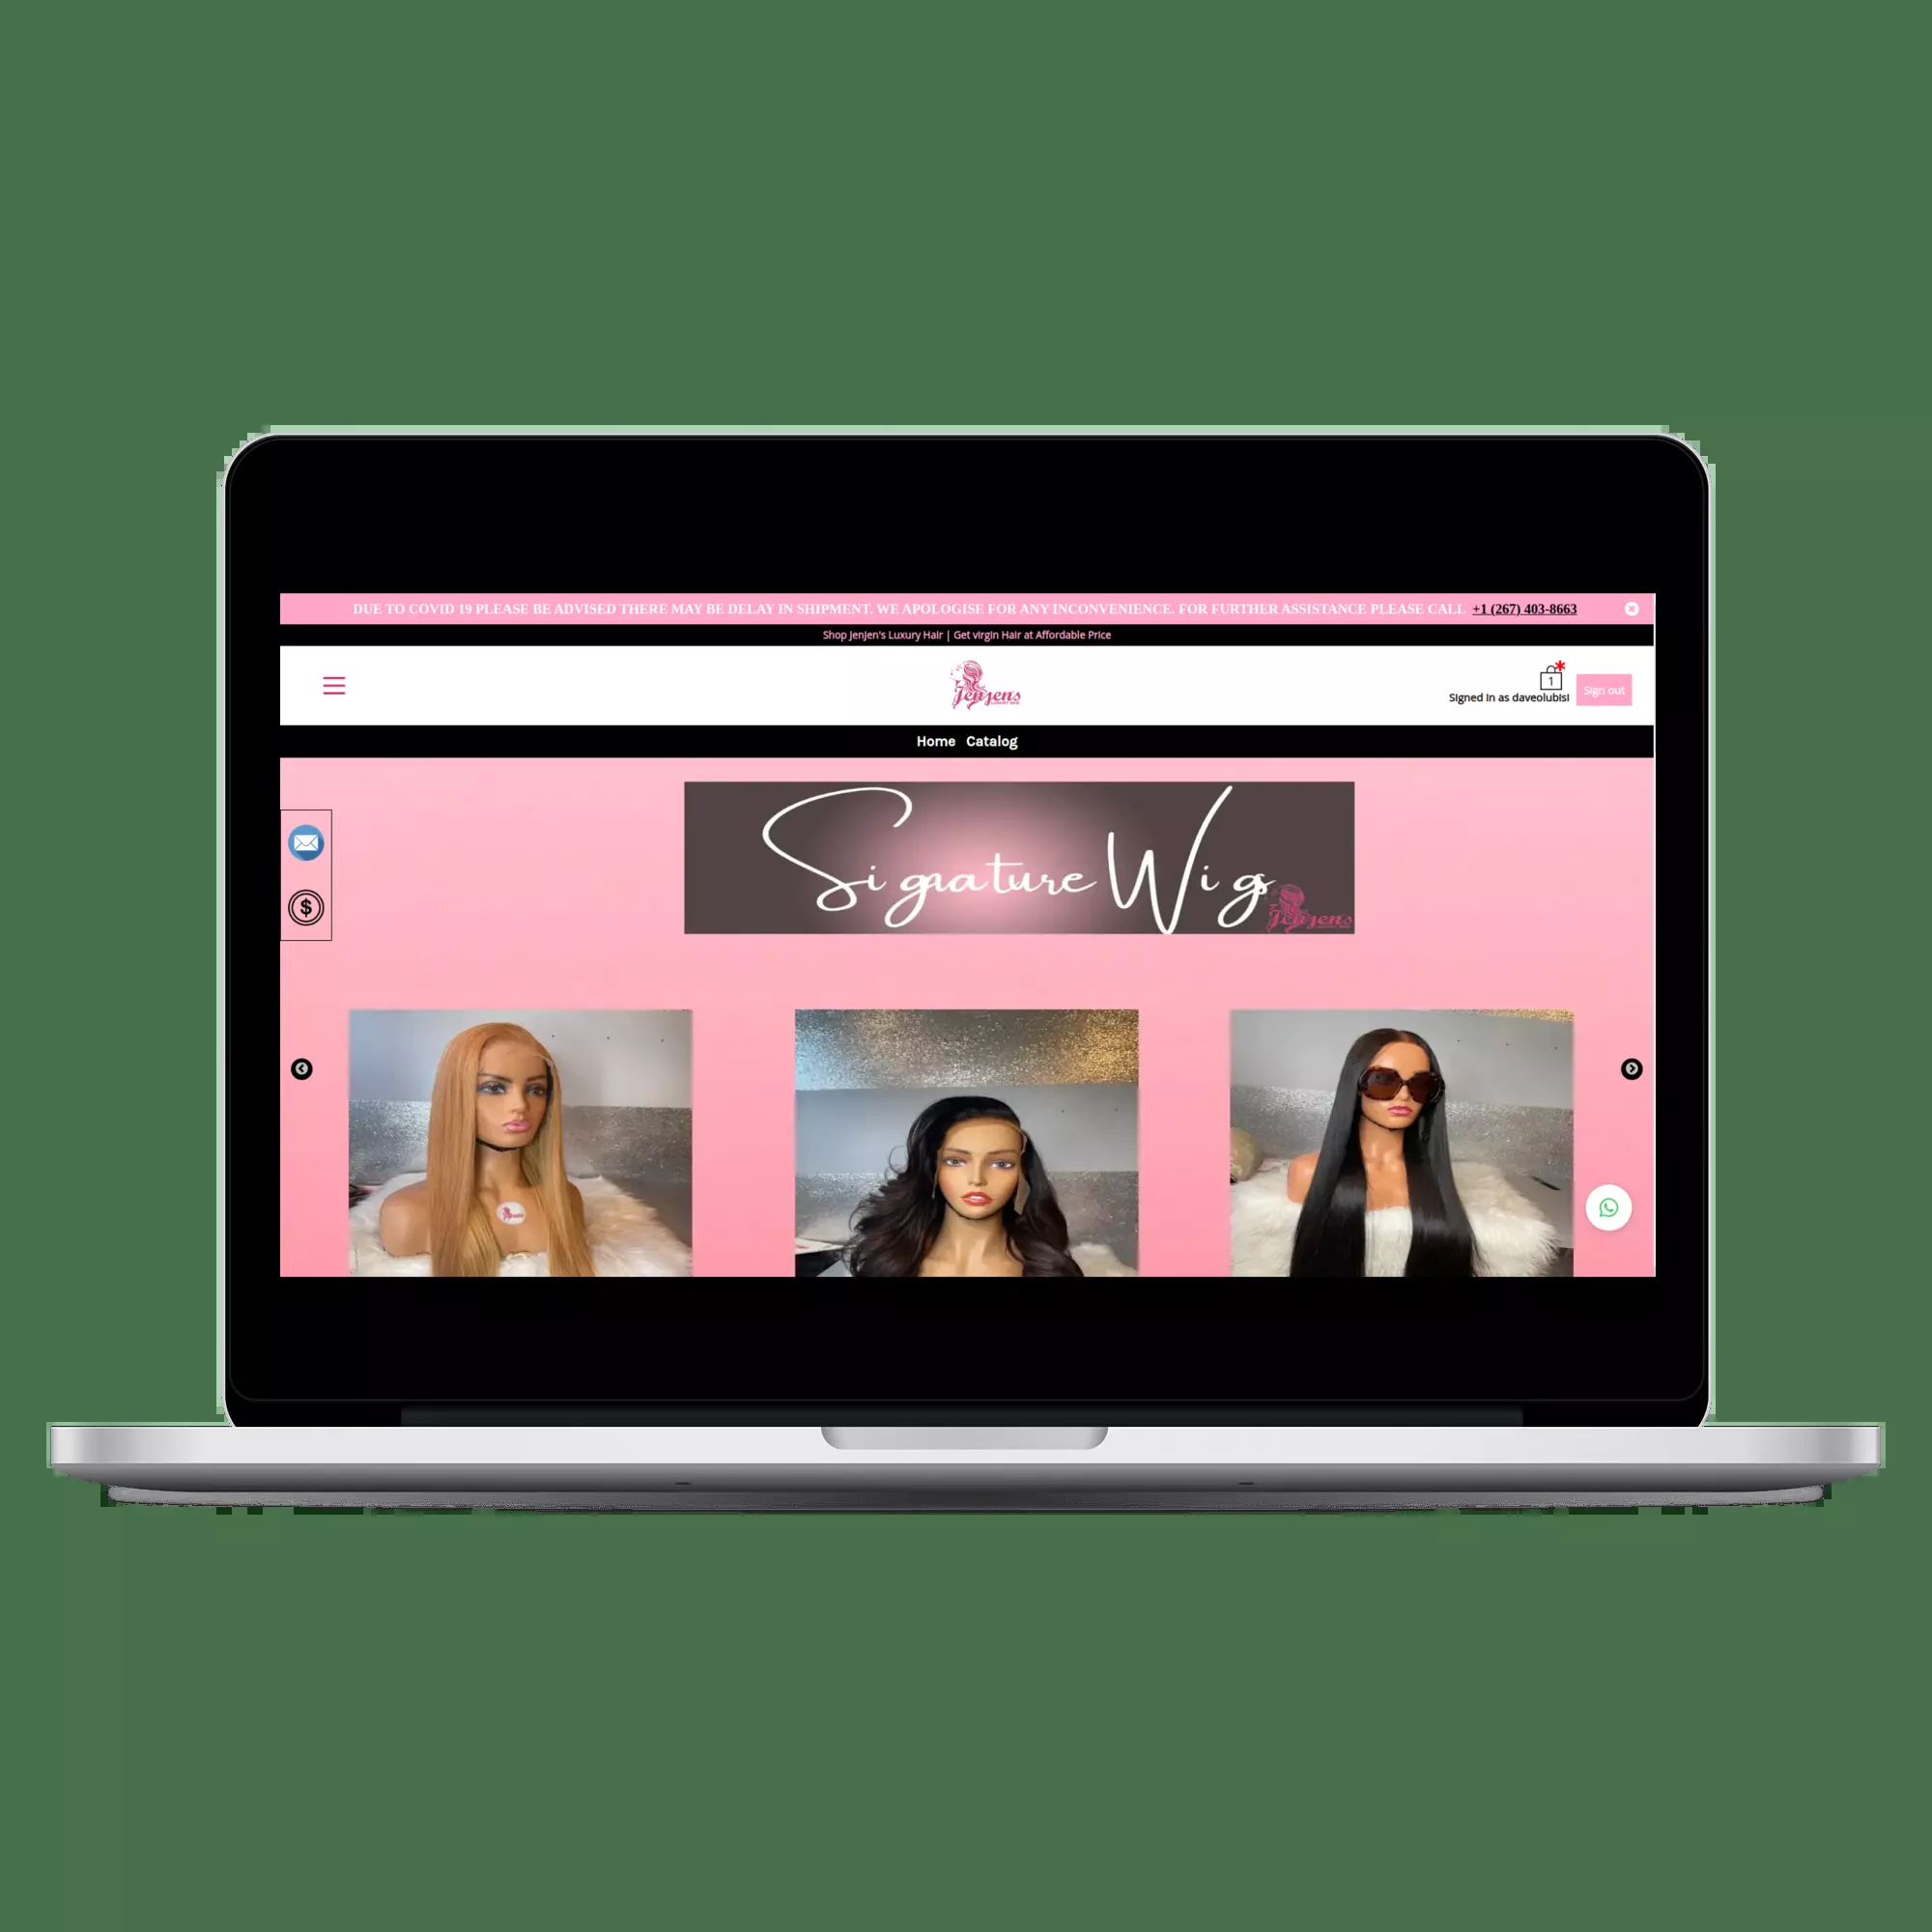 DUE TO COVID 19 PLEASE BE ADVISED THERE MAY BE DELAY IN SHIPMENT. WE APOLOGISE FOR ANY INCONVENIENCE. FOR FURTHER ASSISTANCE PLEASE CALL +1 (267) 403-8663
Shop JenJen's Luxury Hair | Get virgin Hair at Affordable Price
Jenjens
LUXURY WIG
1
Signed in as daveolubisi
Sign out
Home Catalog
Signature Wigs
Jenjens
$